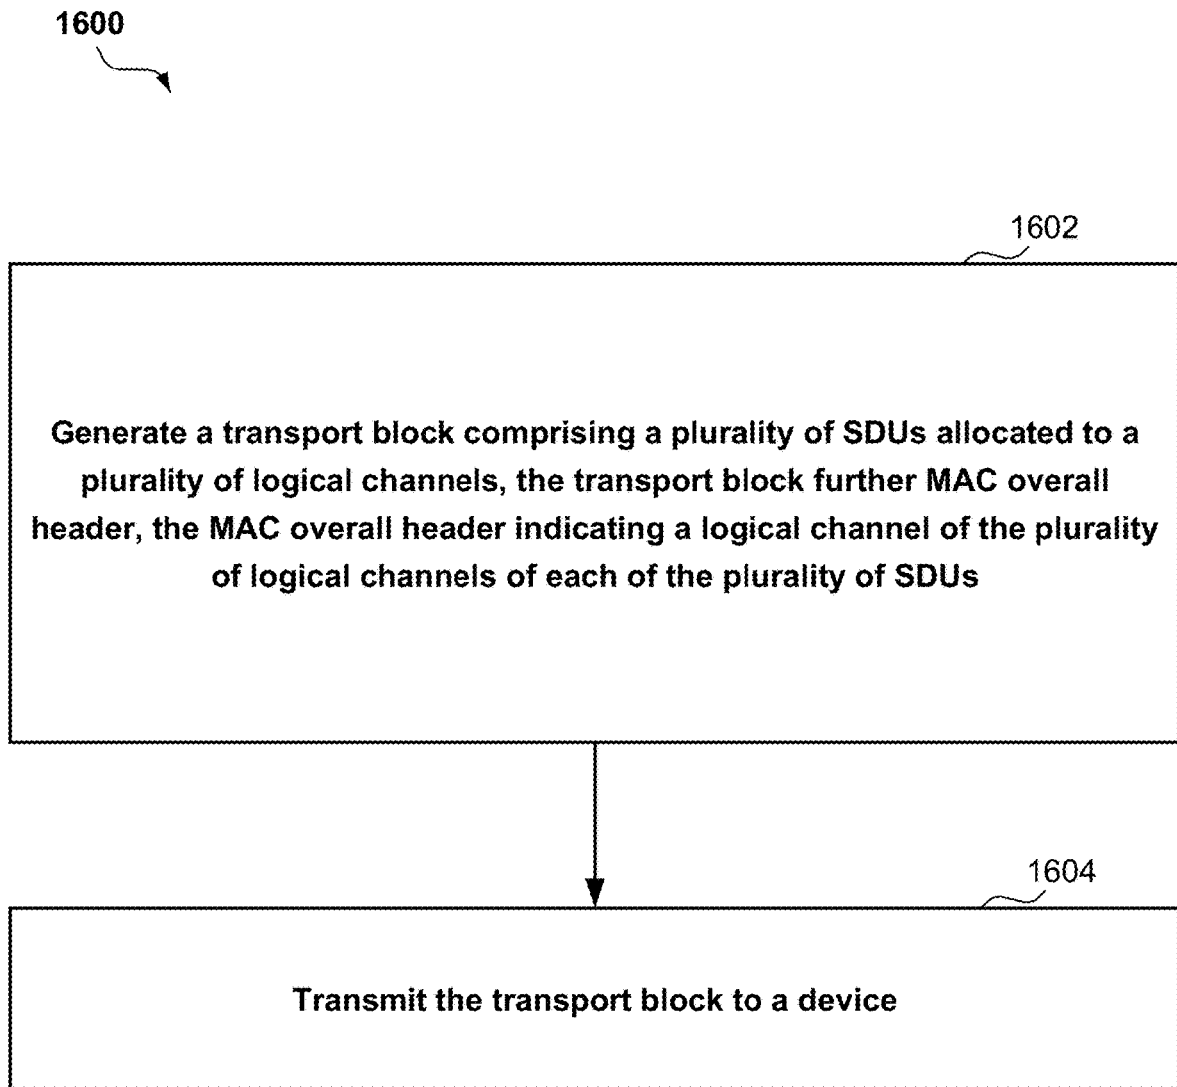 1600
1602
Generate a transport block comprising a plurality of SDUs allocated to a
plurality of logical channels, the transport block further MAC overall
header, the MAC overall header indicating a logical channel of the plurality
of logical channels of each of the plurality of SDUs
1604
Transmit the transport block to a device